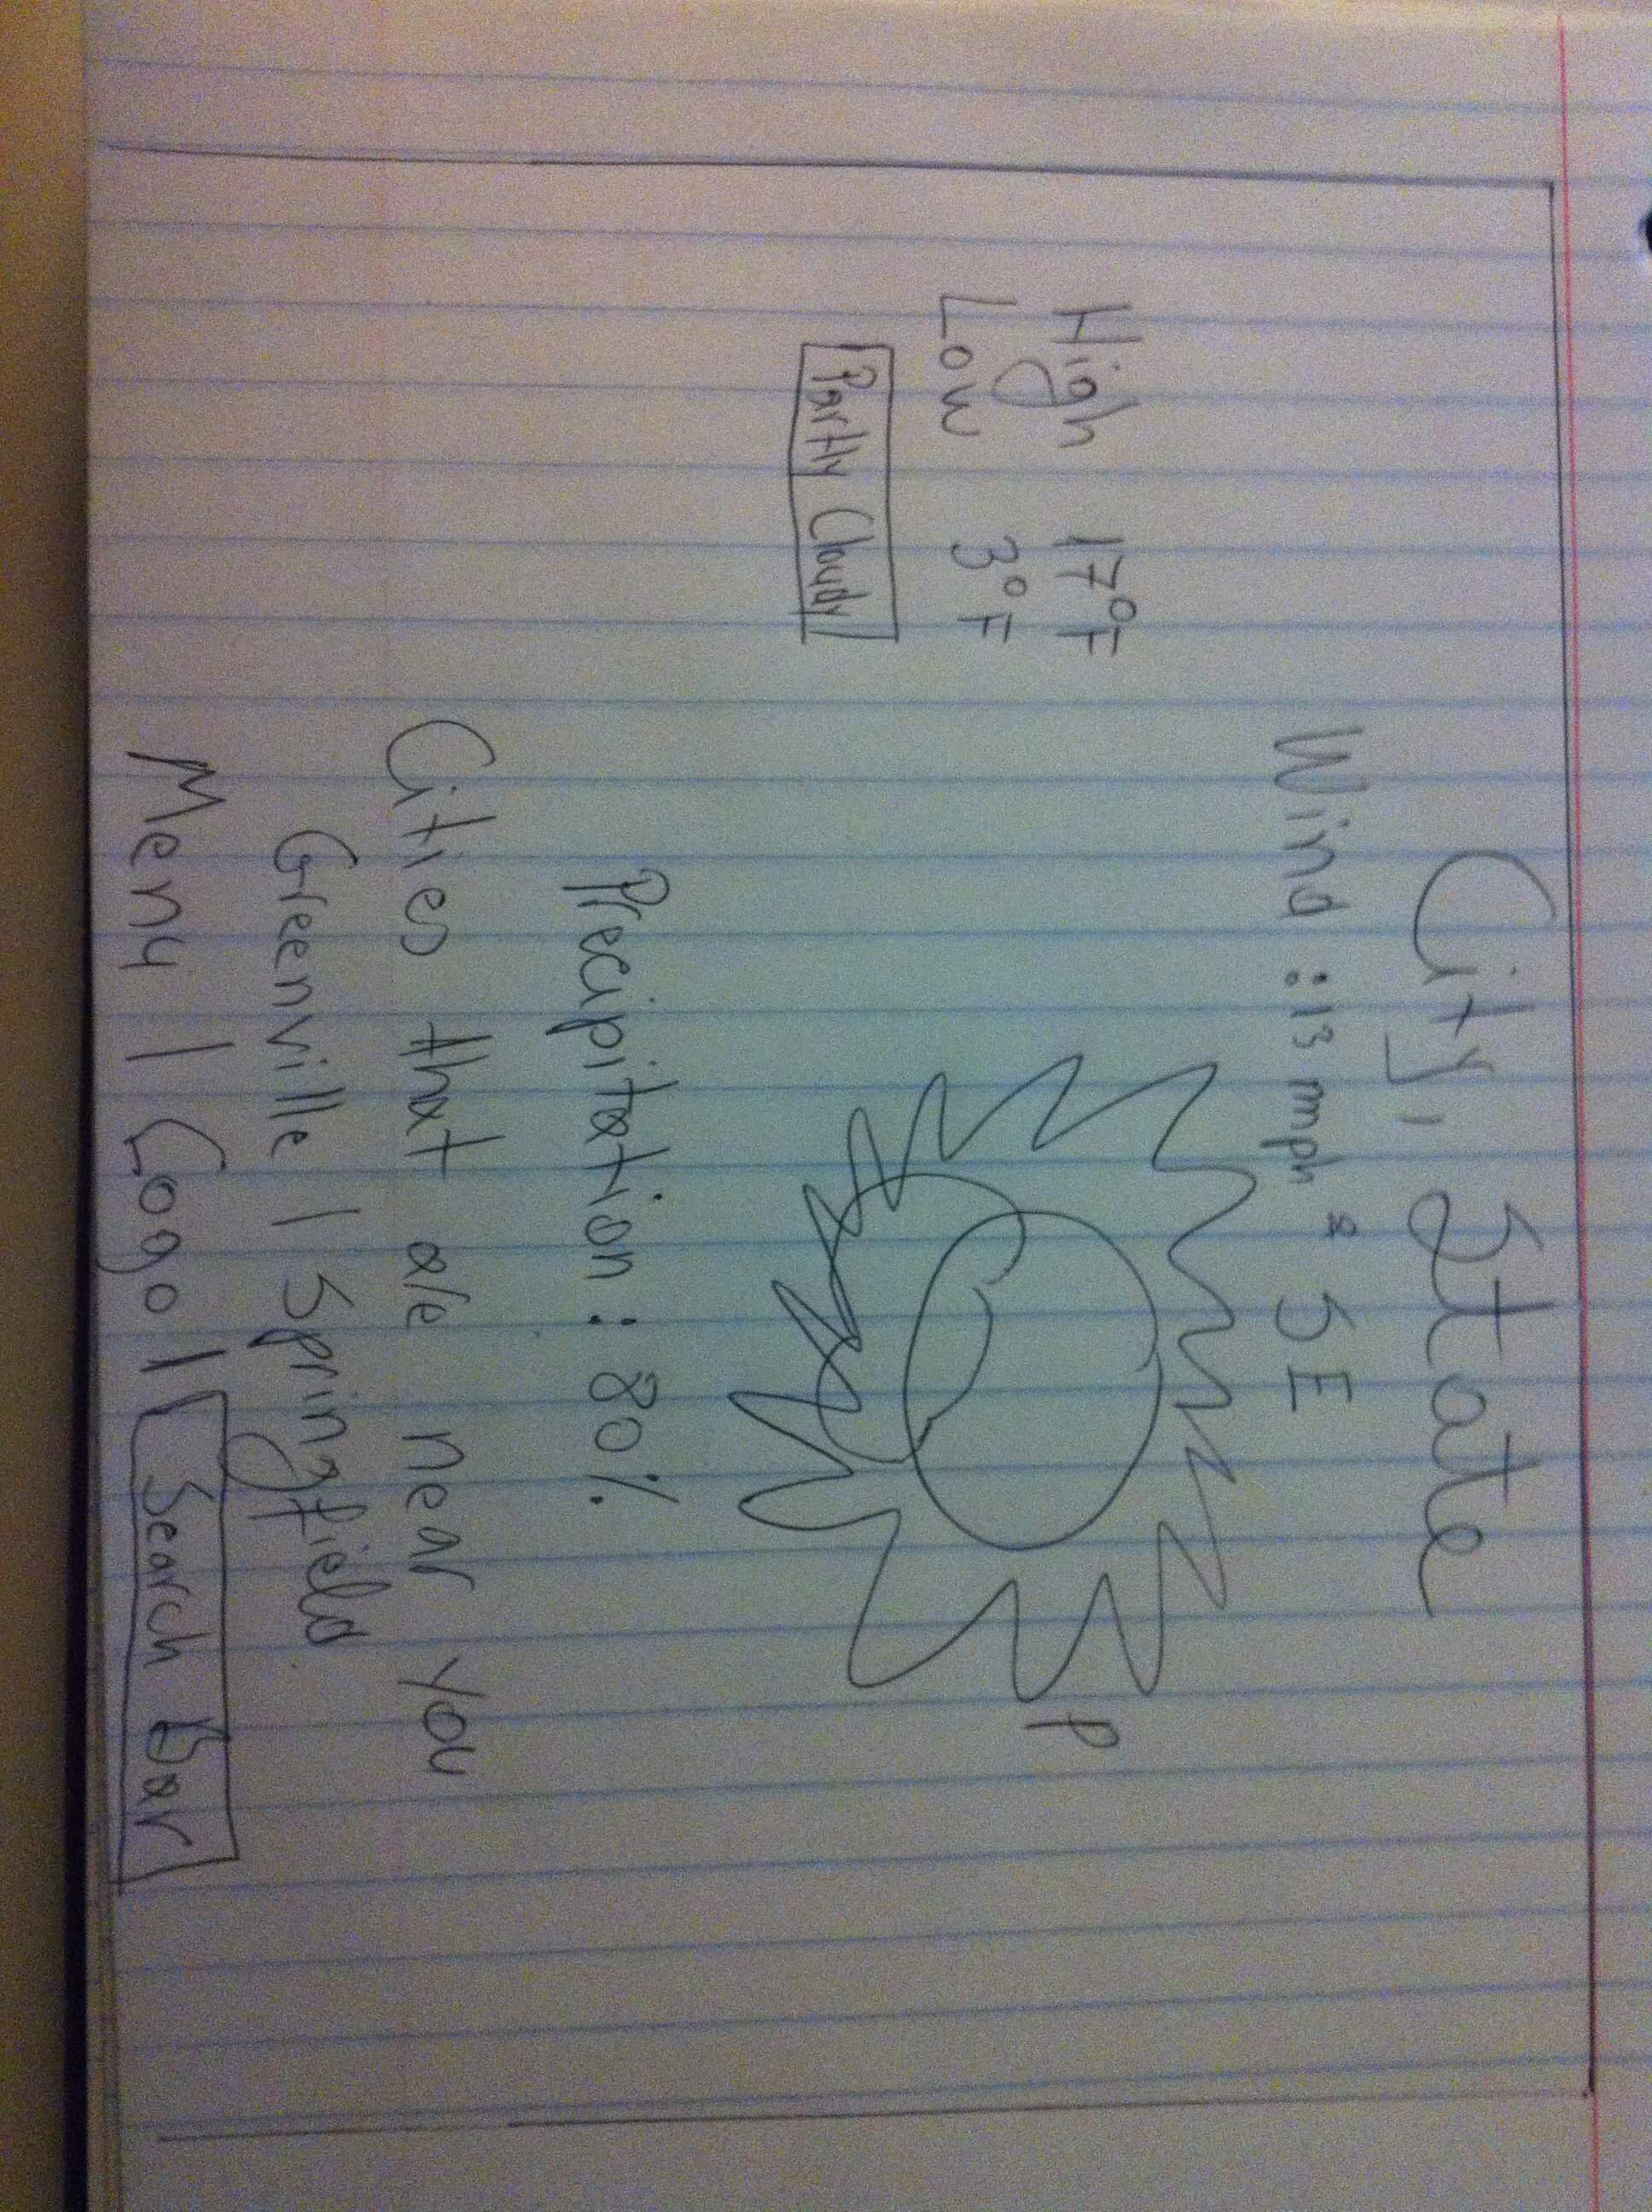 City, State
Wind : 13 mph SE
High 17°F
Low 3°F
P
Partly Cloudy
Precipitation : 80%
Cities that are near you
Greenville | Springfield
Menu | Logo | Search Bar